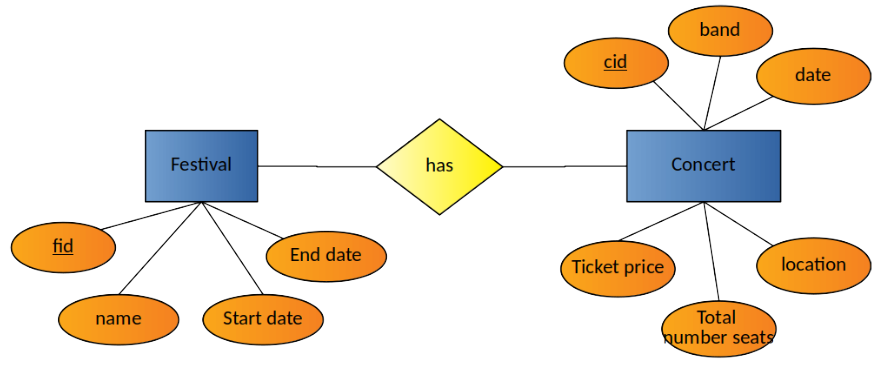 band
cid
date
Festival
has
Concert
fid
End date
Ticket price
location
name
Start date
Total
number seats